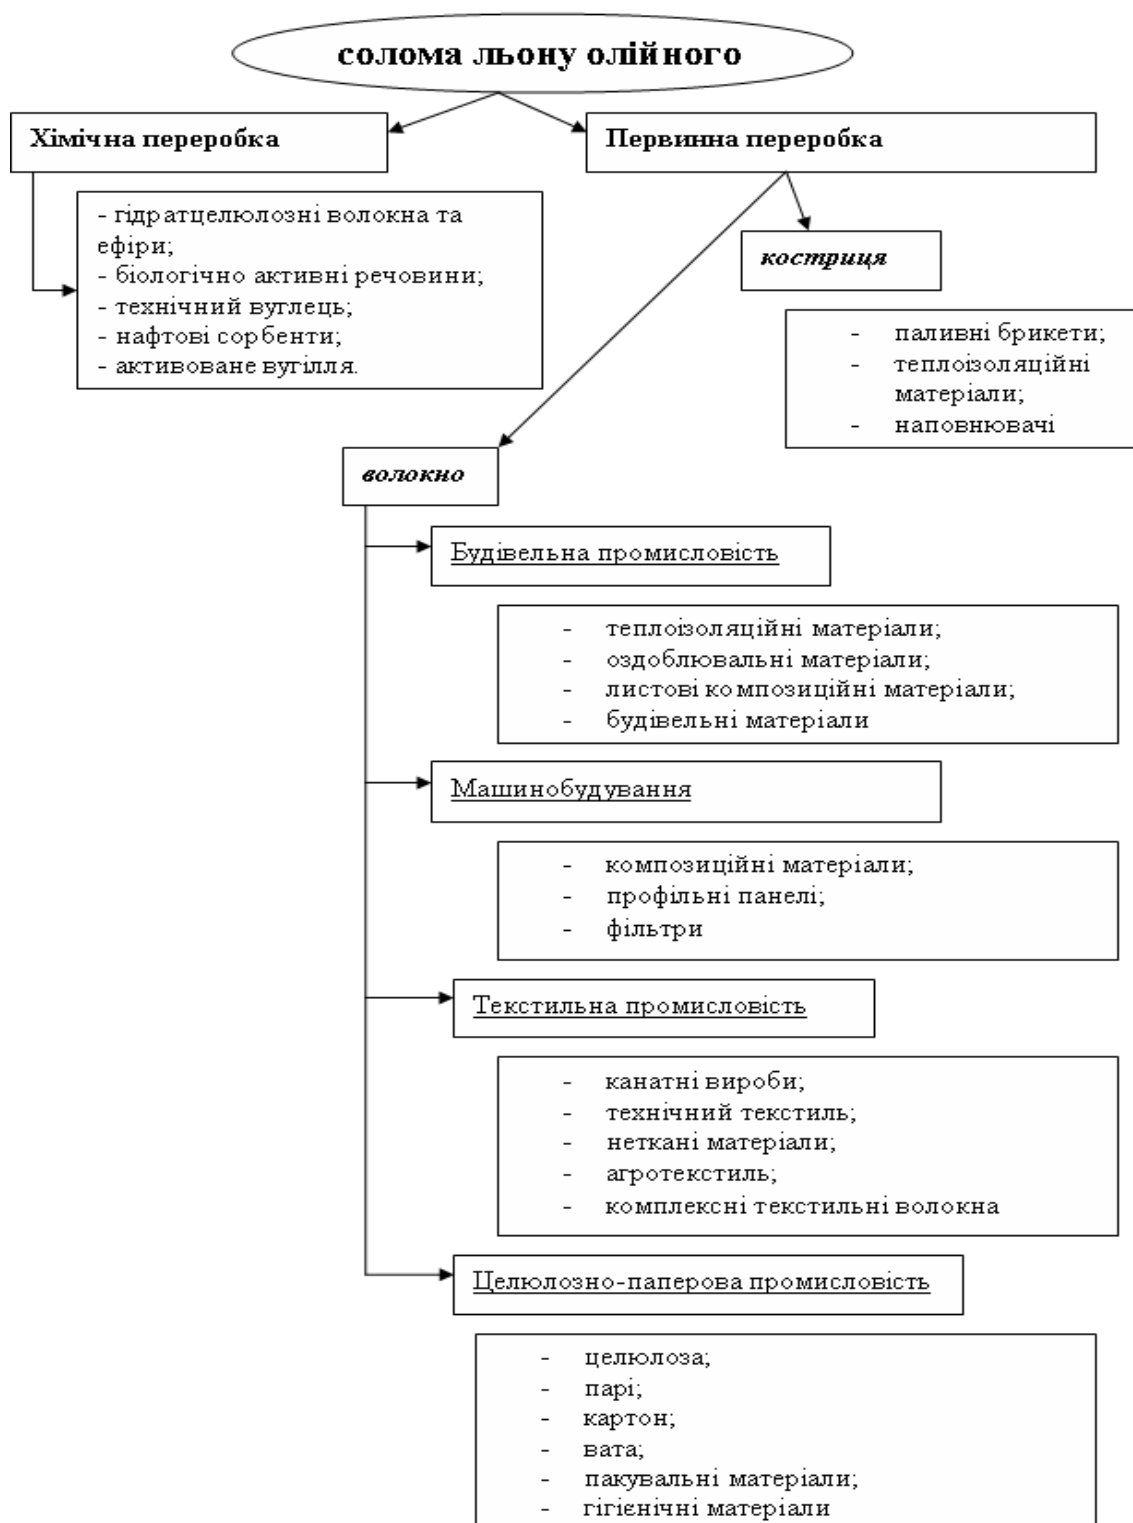 солома льону олійного
Хімічна переробка
Первинна переробка
- гідратцелюлозні волокна та
ефіри;
- біологічно активні речовини;
- технічний вуглець;
- нафтові сорбенти;
- активоване вугілля.
костриця
- паливні брикети;
- теплоізоляційні
матеріали;
- наповнювачі
волокно
Будівельна промисловість
- теплоізоляційні матеріали;
- оздоблювальні матеріали;
- листові композиційні матеріали;
- будівельні матеріали
Машинобудування
- композиційні матеріали;
- профільні панелі;
- фільтри
Текстильна промисловість
- канатні вироби;
- технічний текстиль;
- неткані матеріали;
- агротекстиль;
- комплексні текстильні волокна
Целюлозно-паперова промисловість
- целюлоза;
- парі;
- картон;
- вата;
- пакувальні матеріали;
- гігієнічні матеріали